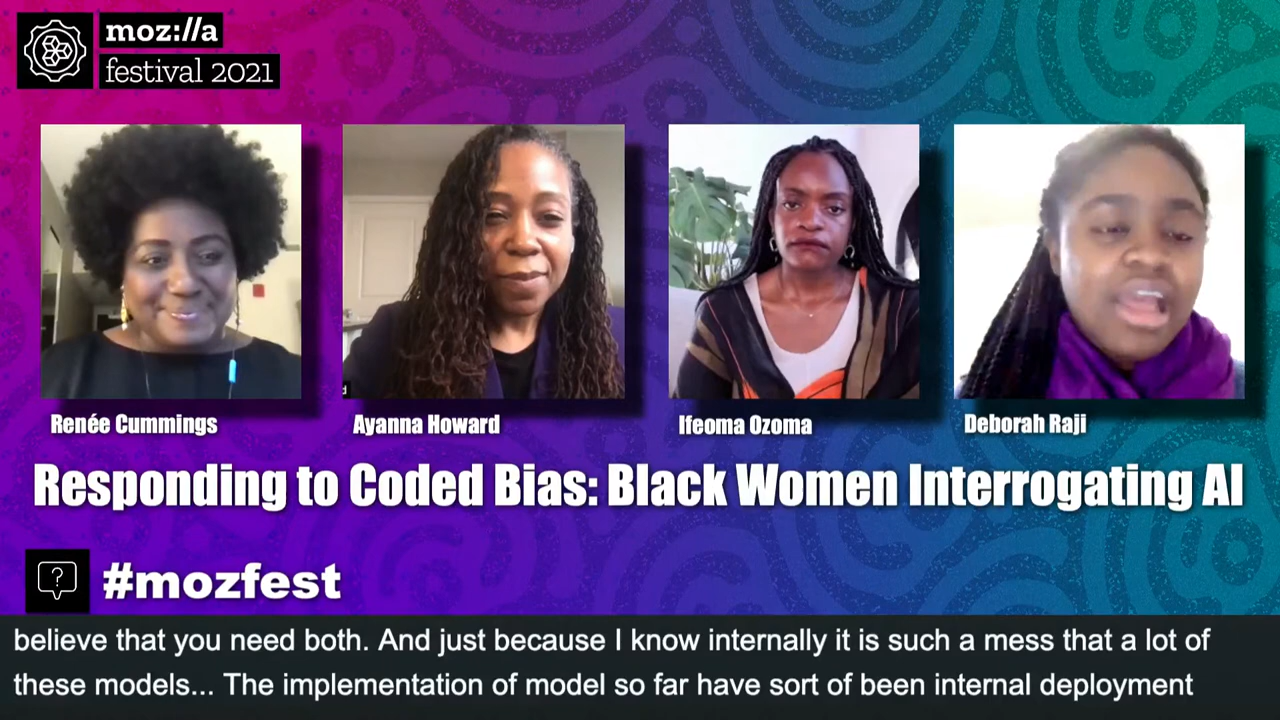 moz://a
festival 2021
Renée Cummings
Ayanna Howard
Ifeoma Ozoma
Deborah Raji
Responding to Coded Bias: Black Women Interrogating AI
?
#mozfest
believe that you need both. And just because I know internally it is such a mess that a lot of
these models... The implementation of model so far have sort of been internal deployment